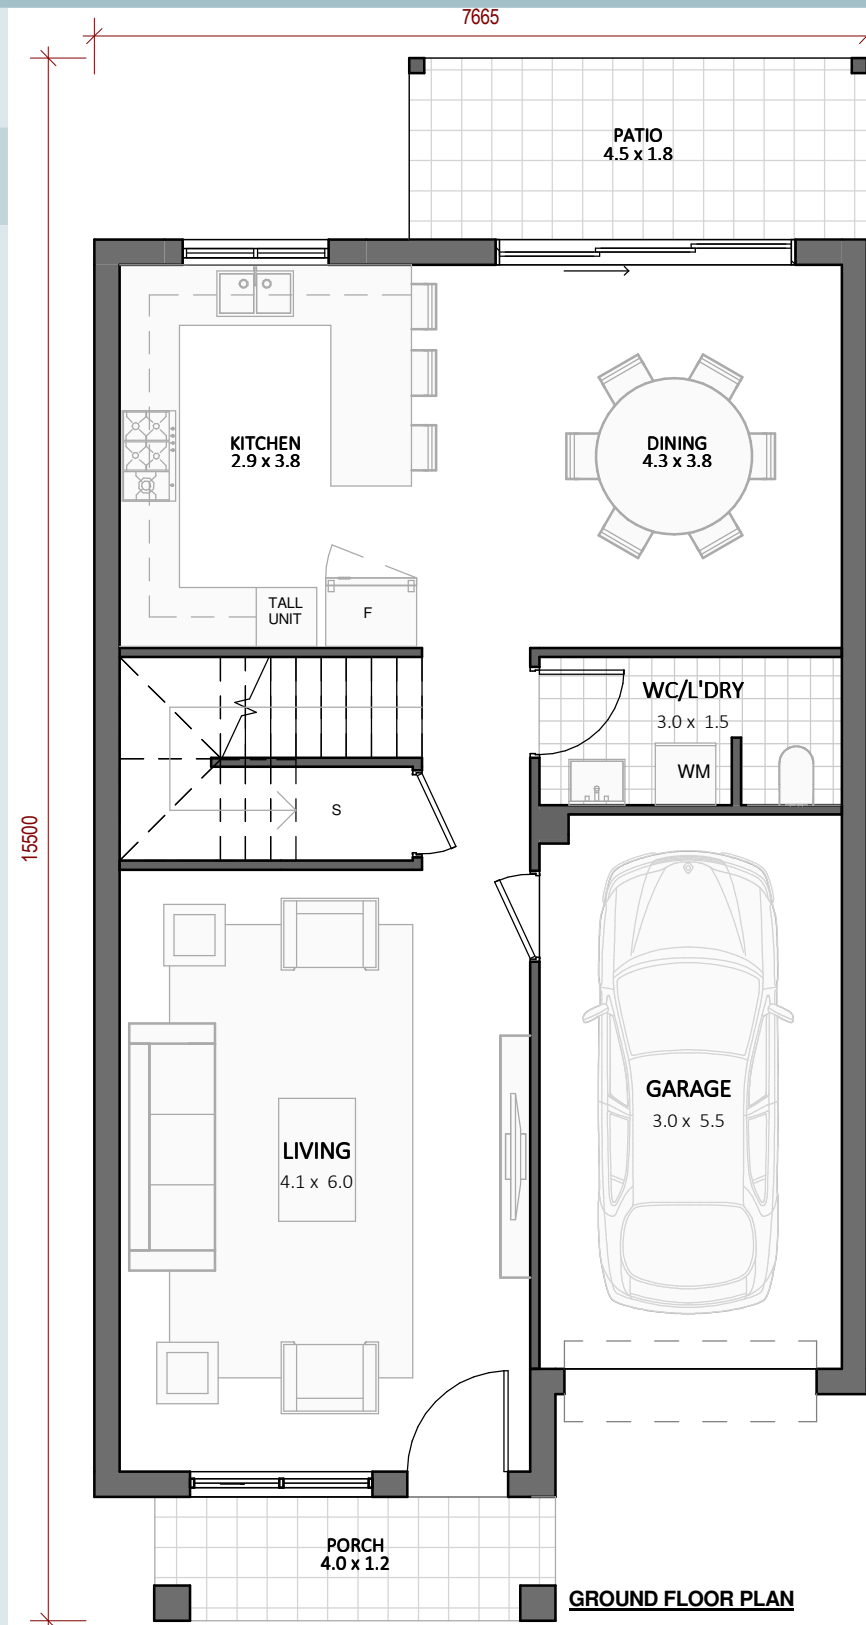 7665
PATIO
4.5 x 1.8
KITCHEN
2.9 x 3.8
DINING
4.3 x 3.8
TALL
UNIT
F
WC/L'DRY
3.0 x 1.5
WM
S
15500
GARAGE
3.0 x 5.5
LIVING
4.1 x 6.0
PORCH
4.0 x 1.2
GROUND FLOOR PLAN